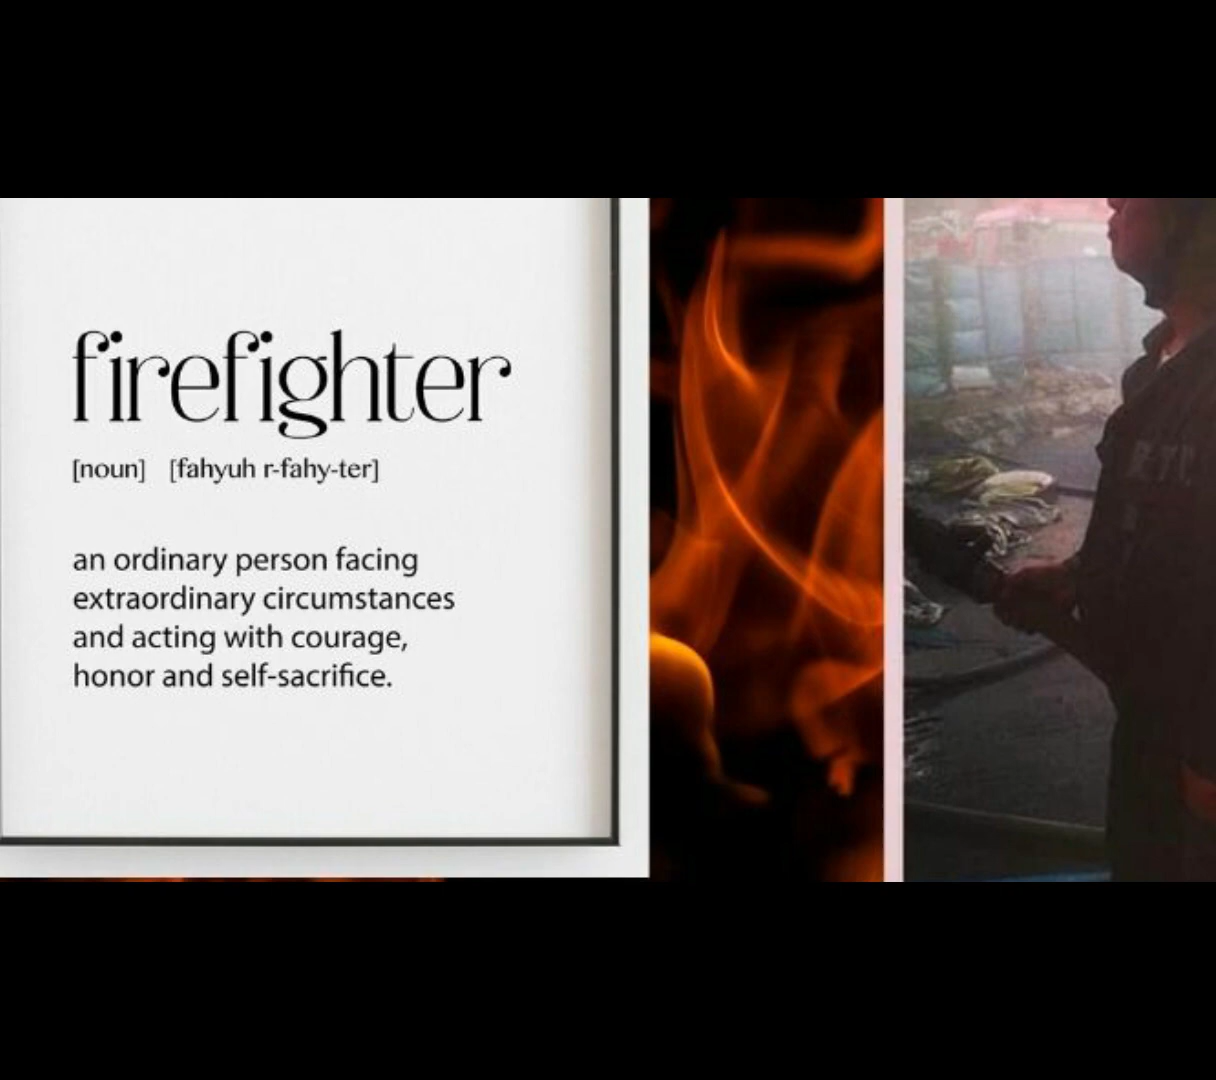 firefighter
[noun] [fahyuh r-fahy-ter]
an ordinary person facing
extraordinary circumstances
and acting with courage,
honor and self-sacrifice.